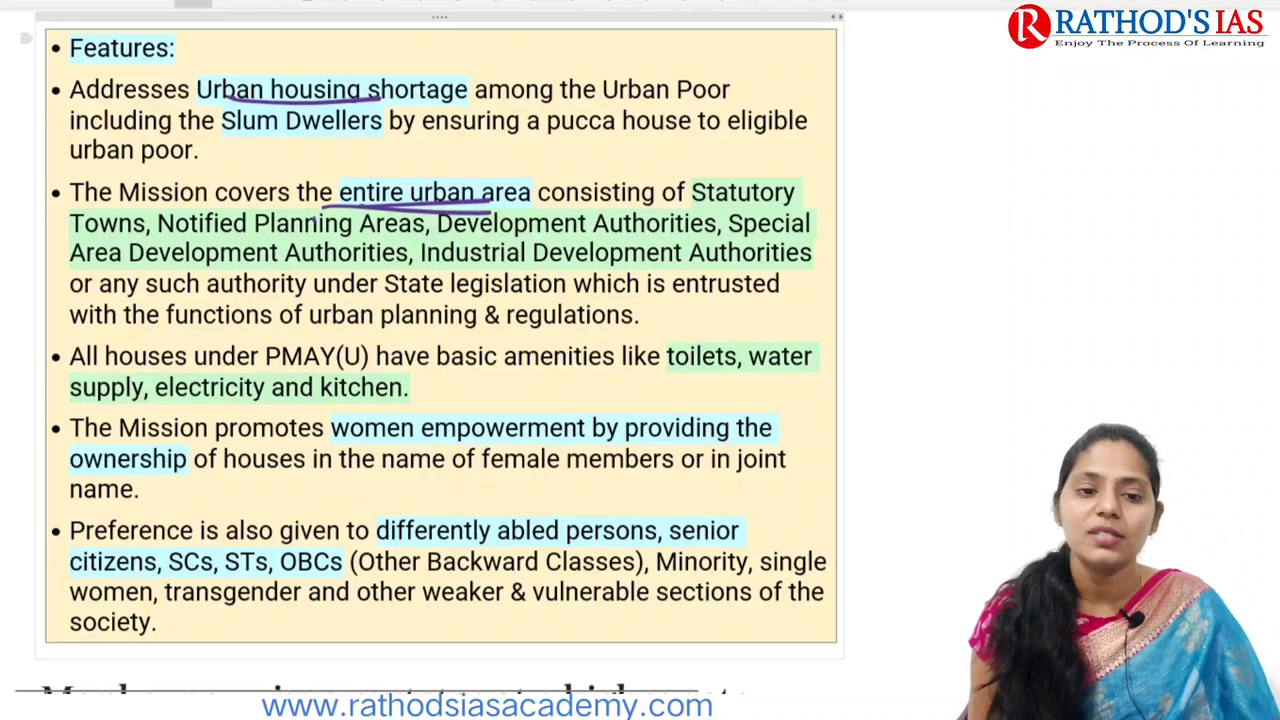 RATHOD'S IAS
Enjoy The Process Of Learning
• Features:
• Addresses Urban housing shortage among the Urban Poor
including the Slum Dwellers by ensuring a pucca house to eligible
urban poor.
• The Mission covers the entire urban area consisting of Statutory
Towns, Notified Planning Areas, Development Authorities, Special
Area Development Authorities, Industrial Development Authorities
or any such authority under State legislation which is entrusted
with the functions of urban planning & regulations.
• All houses under PMAY(U) have basic amenities like toilets, water
supply, electricity and kitchen.
• The Mission promotes women empowerment by providing the
ownership of houses in the name of female members or in joint
name.
• Preference is also given to differently abled persons, senior
citizens, SCs, STs, OBCs (Other Backward Classes), Minority, single
women, transgender and other weaker & vulnerable sections of the
society.
www.rathodsiasacademy.com